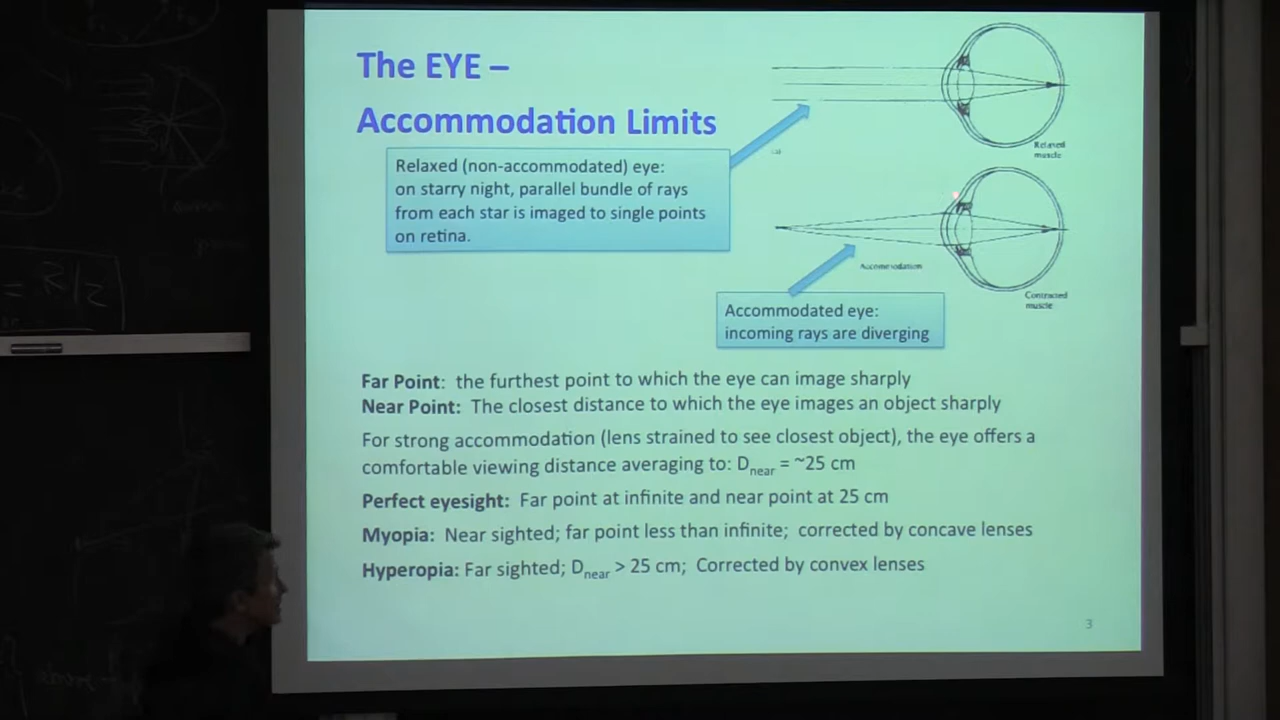 The EYE –
Accommodation Limits
Relaxed
muscle
Relaxed (non-accommodated) eye:
on starry night, parallel bundle of rays
from each star is imaged to single points
on retina.
Accommodation
Contracted
muscle
Accommodated eye:
incoming rays are diverging
Far Point: the furthest point to which the eye can image sharply
Near Point: The closest distance to which the eye images an object sharply
For strong accommodation (lens strained to see closest object), the eye offers a
comfortable viewing distance averaging to: Dnear = ~25 cm
Perfect eyesight: Far point at infinite and near point at 25 cm
Myopia: Near sighted; far point less than infinite; corrected by concave lenses
Hyperopia: Far sighted; Dnear > 25 cm; Corrected by convex lenses
3
= R/2